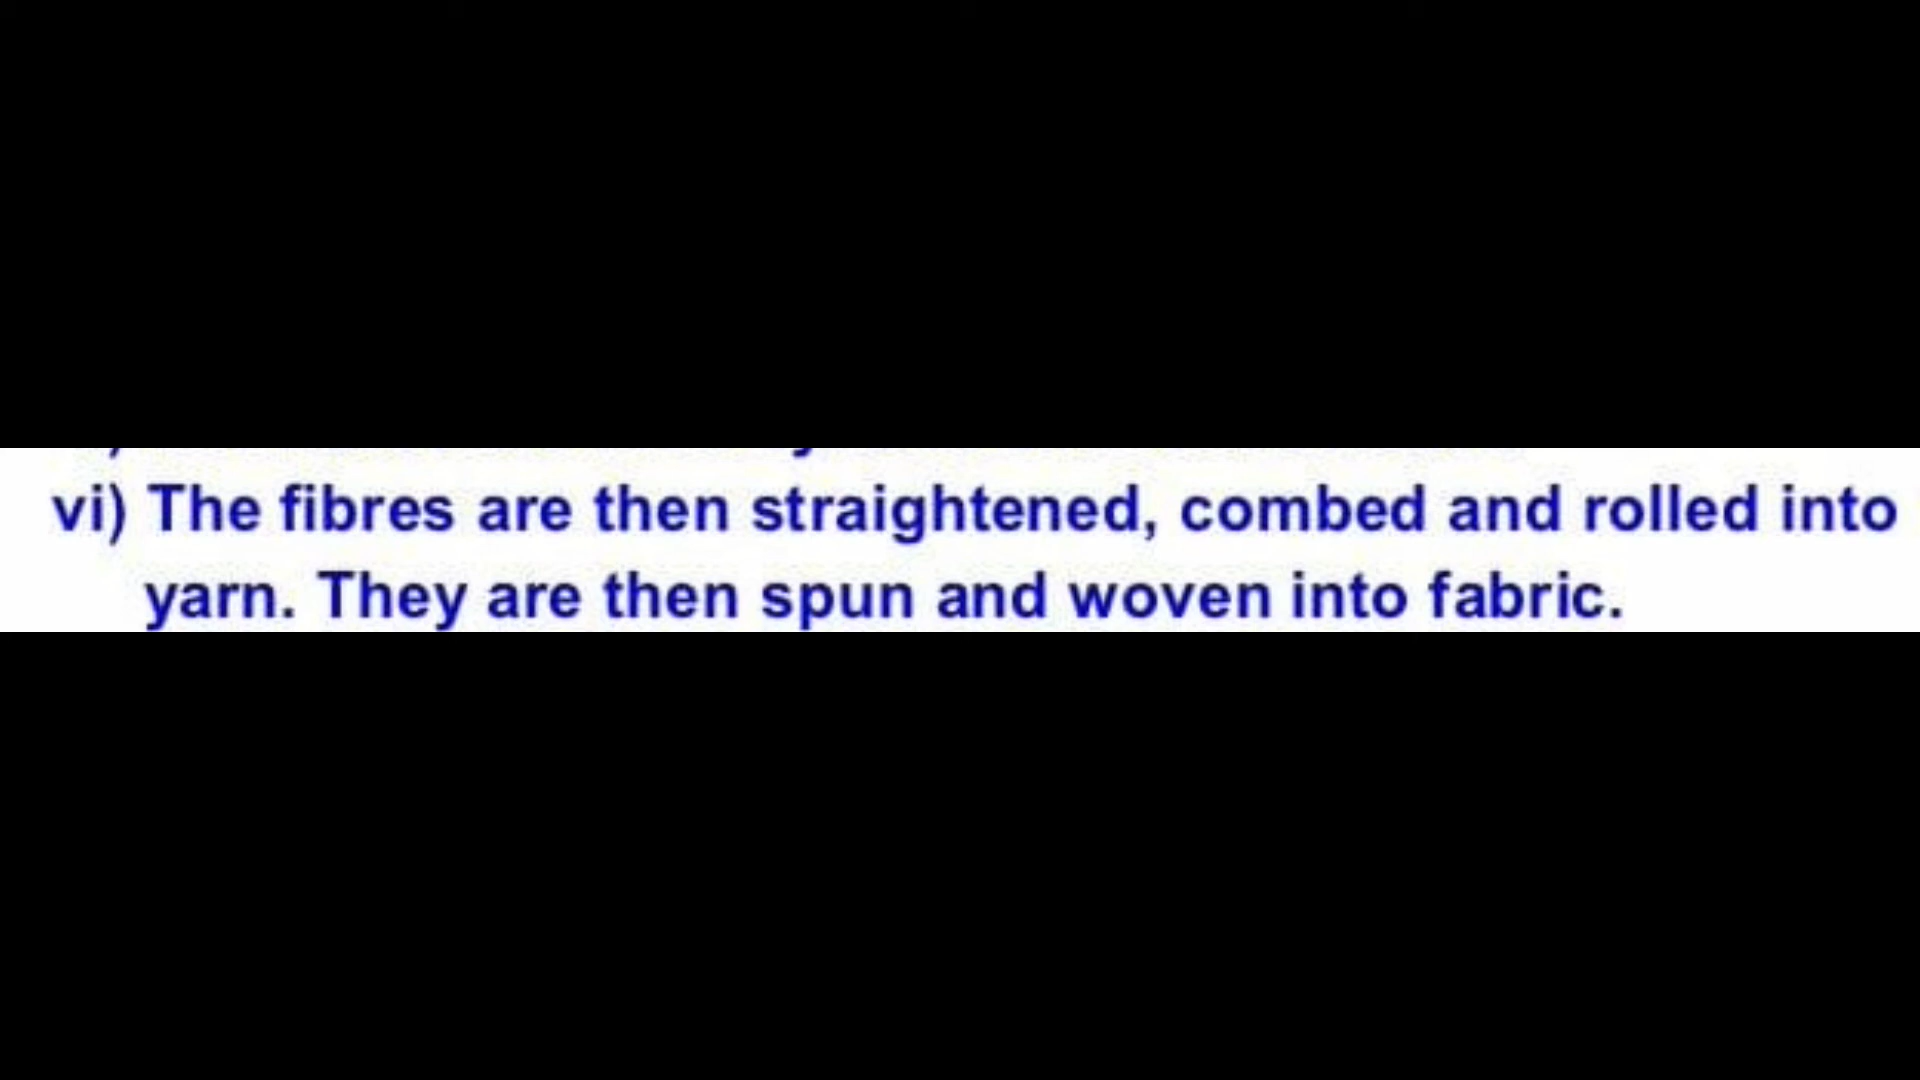 vi) The fibres are then straightened, combed and rolled into
yarn. They are then spun and woven into fabric.